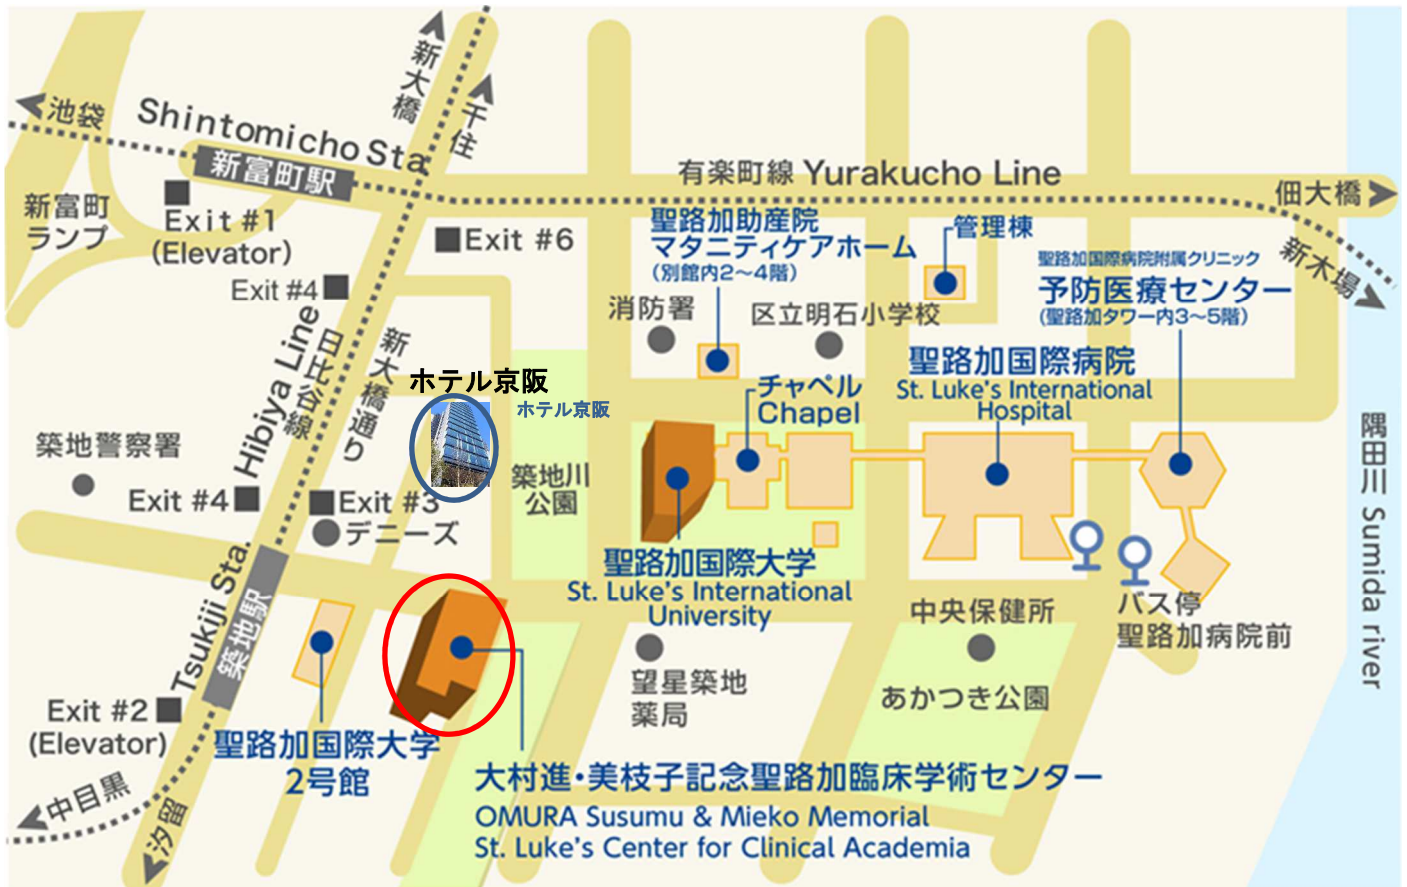 新大橋
千住
池袋
Shintomicho Sta.
新富町駅
有楽町線 Yurakucho Line
佃大橋
新富町
ランプ
Exit #1
(Elevator)
Exit #6
聖路加助産院
マタニティケアホーム
(別館内2～4階)
管理棟
新木場
聖路加国際病院附属クリニック
予防医療センター
(聖路加タワー内3～5階)
Exit #4
消防署
区立明石小学校
Hibiya Line
日比谷線
新大橋通り
ホテル京阪
ホテル京阪
チャペル
Chapel
聖路加国際病院
St. Luke's International
Hospital
築地警察署
築地川
公園
隅田川 Sumida river
Exit #4
Exit #3
デニーズ
聖路加国際大学
St. Luke's International
University
Tsukiji Sta.
築地駅
中央保健所
バス停
聖路加病院前
望星築地
薬局
あかつき公園
Exit #2
(Elevator)
聖路加国際大学
2号館
大村進・美枝子記念聖路加臨床学術センター
OMURA Susumu & Mieko Memorial
St. Luke's Center for Clinical Academia
中目黒
汐留